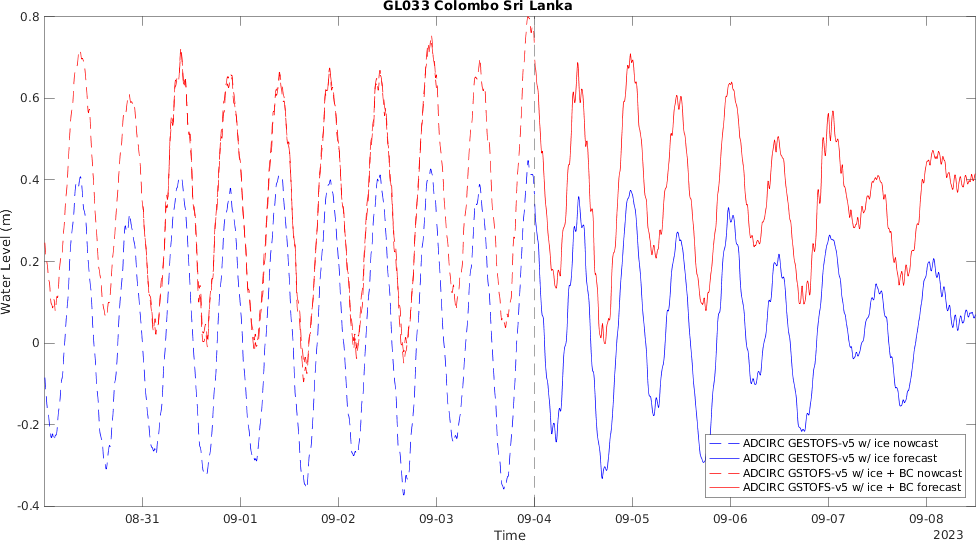 GL033 Colombo Sri Lanka
0.8
0.6
0.4
0.2
0
-0.2
-0.4
Water Level (m)
08-31
09-01
09-02
09-03
09-04
09-05
09-06
09-07
09-08
Time
2023
ADCIRC GESTOFS-v5 w/ ice nowcast
ADCIRC GESTOFS-v5 w/ ice forecast
ADCIRC GSTOFS-v5 w/ ice + BC nowcast
ADCIRC GSTOFS-v5 w/ ice + BC forecast